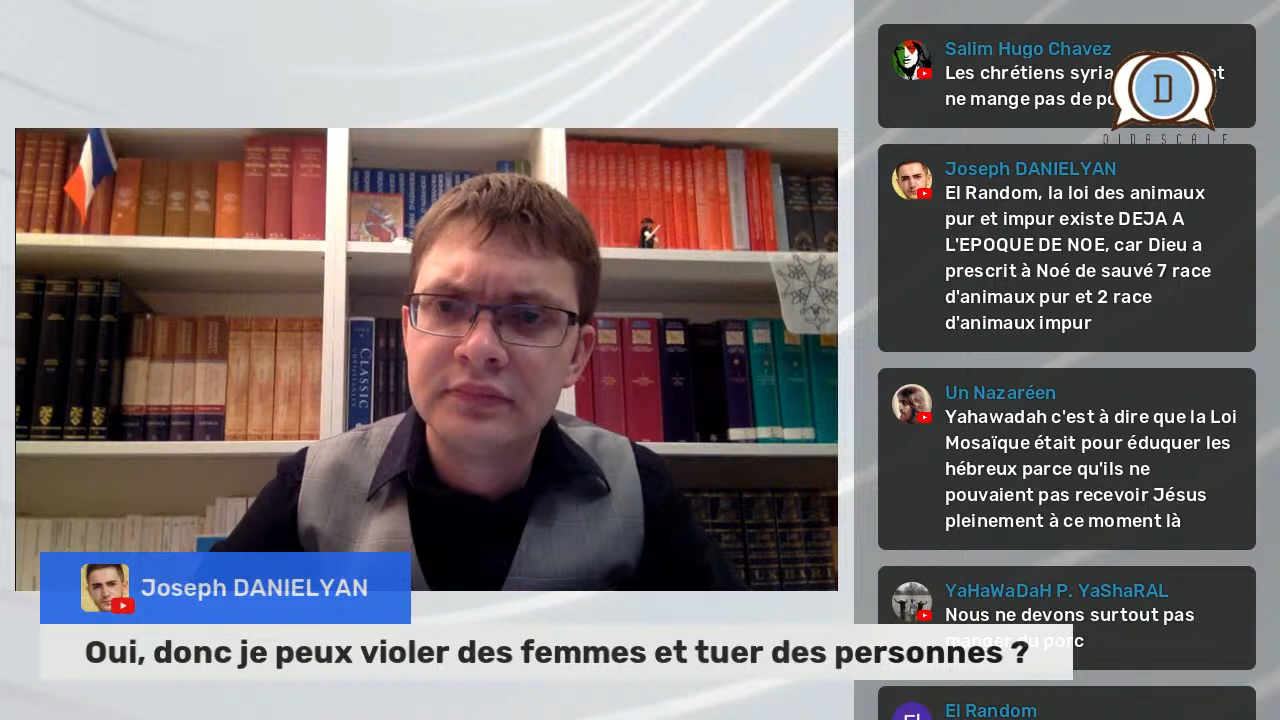 Salim Hugo Chavez
Les chrétiens
ne mange pas de
D
DIDASCALE
Joseph DANIELYAN
El Random, la loi des animaux
pur et impur existe DEJA A
L'EPOQUE DE NOE, car Dieu a
prescrit à Noé de sauvé 7 race
d'animaux pur et 2 race
d'animaux impur
Un Nazaréen
Yahawadah c'est à dire que la Loi
Mosaïque était pour éduquer les
hébreux parce qu'ils ne
pouvaient pas recevoir Jésus
pleinement à ce moment là
YaHaWaDaH P. YaShaRAL
Nous ne devons surtout pas
manger du porc
El Random
El
CLASSIC
Joseph DANIELYAN
Oui, donc je peux violer des femmes et tuer des personnes ?